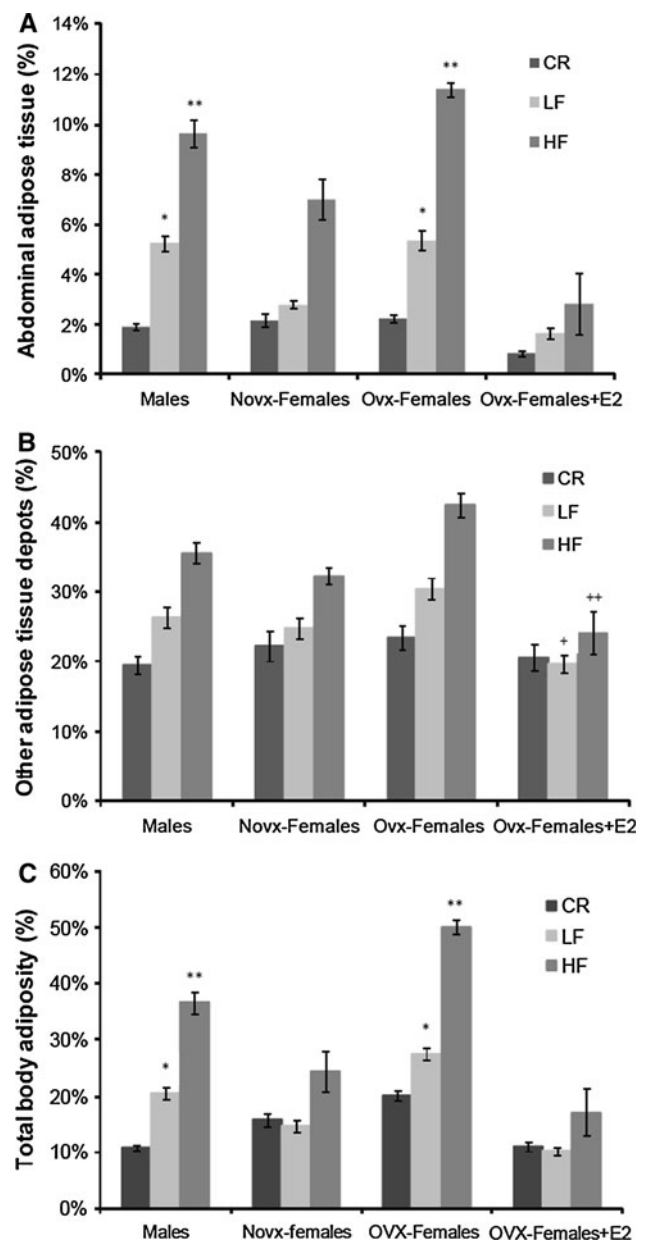 A
Abdominal adipose tissue (%)
14%
12%
10%
8%
6%
4%
2%
0%
CR
LF
HF
*
**
*
**
Males
Novx-Females
Ovx-Females
Ovx-Females+E2
B
Other adipose tissue depots (%)
50%
40%
30%
20%
10%
0%
CR
LF
HF
+
++
Males
Novx-Females
Ovx-Females
Ovx-Females+E2
C
Total body adiposity (%)
60%
50%
40%
30%
20%
10%
0%
CR
LF
HF
*
**
*
**
Males
Novx-females
OVX-Females
OVX-Females+E2